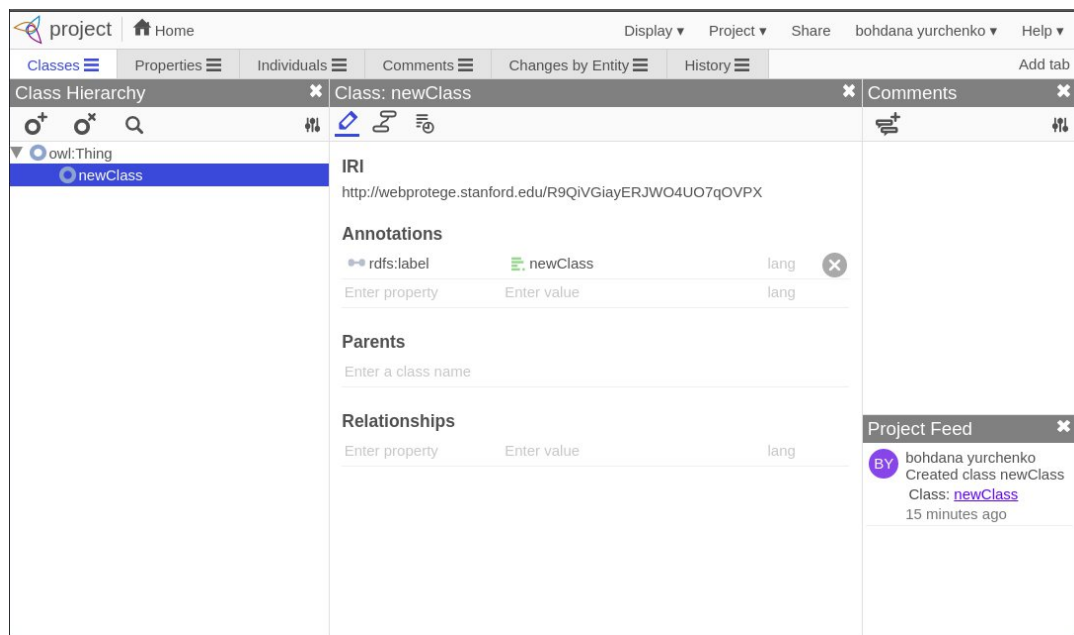 project Home Display ▾ Project ▾ Share bohdana yurchenko ▾ Help ▾
Classes Properties Individuals Comments Changes by Entity History Add tab
Class Hierarchy
owl:Thing
newClass
Class: newClass
IRI
http://webprotege.stanford.edu/R9QiVGiayERJWO4UO7qOVPX
Annotations
rdfs:label newClass lang
Enter property Enter value lang
Parents
Enter a class name
Relationships
Enter property Enter value lang
Comments
Project Feed
BY
bohdana yurchenko
Created class newClass
Class: newClass
15 minutes ago